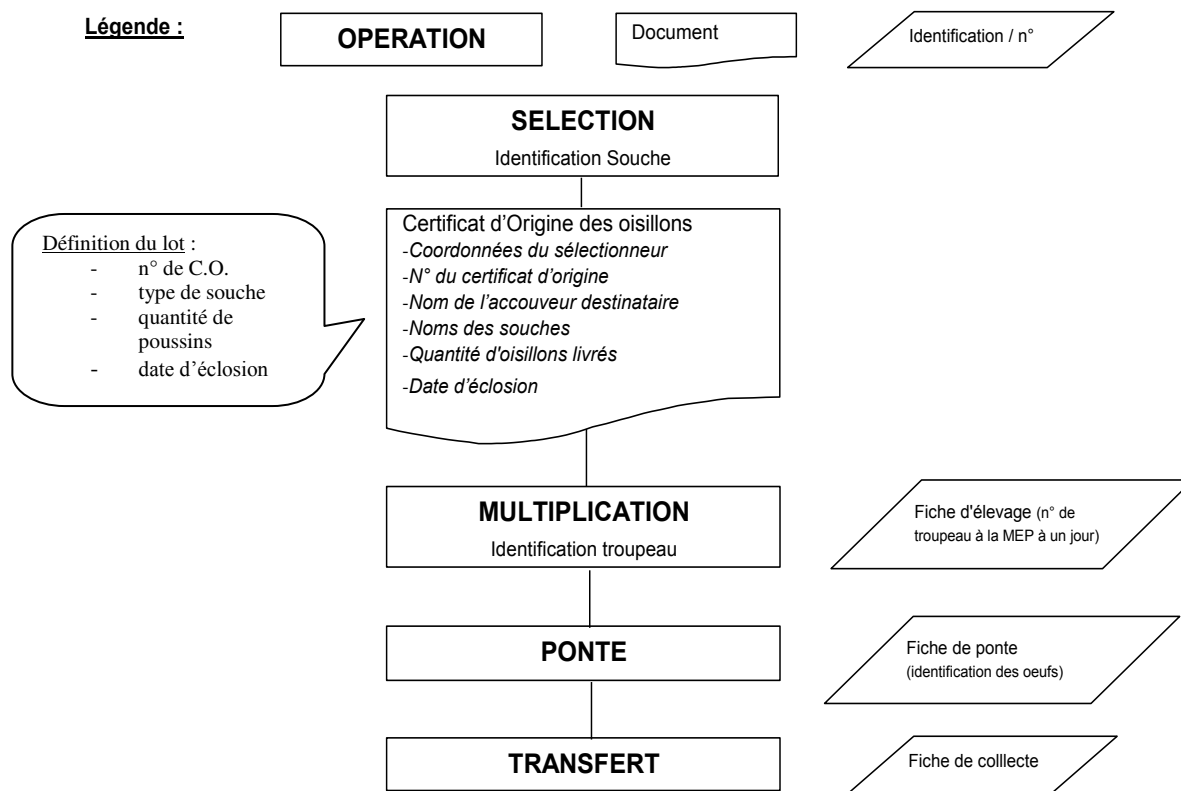 Légende :
OPERATION
Document
Identification / n°
SELECTION
Identification Souche
Définition du lot :
- n° de C.O.
- type de souche
- quantité de
poussins
- date d’éclosion
Certificat d’Origine des oisillons
-Coordonnées du sélectionneur
-N° du certificat d’origine
-Nom de l’accouveur destinataire
-Noms des souches
-Quantité d'oisillons livrés
-Date d’éclosion
MULTIPLICATION
Identification troupeau
Fiche d'élevage (n° de
troupeau à la MEP à un jour)
PONTE
Fiche de ponte
(identification des oeufs)
TRANSFERT
Fiche de colllecte